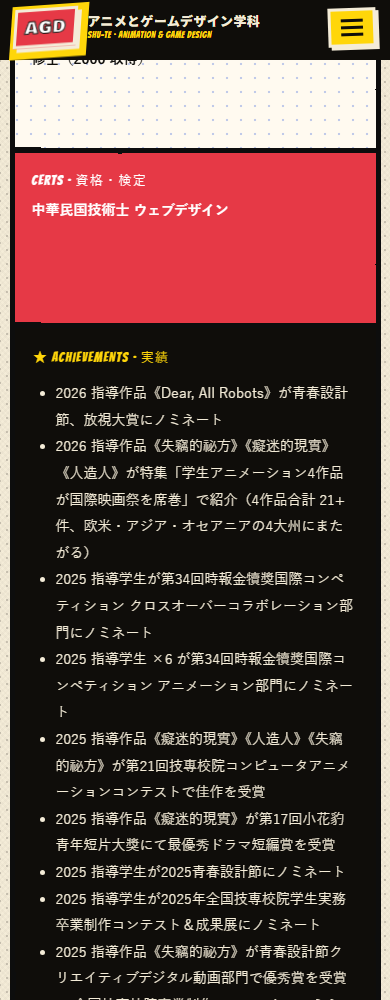 AGD
アニメとゲームデザイン学科
SHU-TE · ANIMATION & GAME DESIGN
修士（2006 取得）
CERTS · 資格・検定
中華民国技術士 ウェブデザイン
★ ACHIEVEMENTS · 実績
• 2026 指導作品《Dear, All Robots》が青春設計
節、放視大賞にノミネート
• 2026 指導作品《失竊的祕方》《癡迷的現實》
《人造人》が特集「学生アニメーション4作品
が国際映画祭を席巻」で紹介（4作品合計 21+
件、欧米・アジア・オセアニアの4大州にまた
がる）
• 2025 指導学生が第34回時報金犢獎国際コンペ
ティション クロスオーバーコラボレーション部
門にノミネート
• 2025 指導学生 ×6 が第34回時報金犢獎国際コ
ンペティション アニメーション部門にノミネー
ト
• 2025 指導作品《癡迷的現實》《人造人》《失竊
的祕方》が第21回技専校院コンピュータアニメ
ーションコンテストで佳作を受賞
• 2025 指導作品《癡迷的現實》が第17回小花豹
青年短片大獎にて最優秀ドラマ短編賞を受賞
• 2025 指導学生が2025青春設計節にノミネート
• 2025 指導学生が2025年全国技専校院学生実務
卒業制作コンテスト＆成果展にノミネート
• 2025 指導作品《失竊的祕方》が青春設計節ク
リエイティブデジタル動画部門で優秀賞を受賞